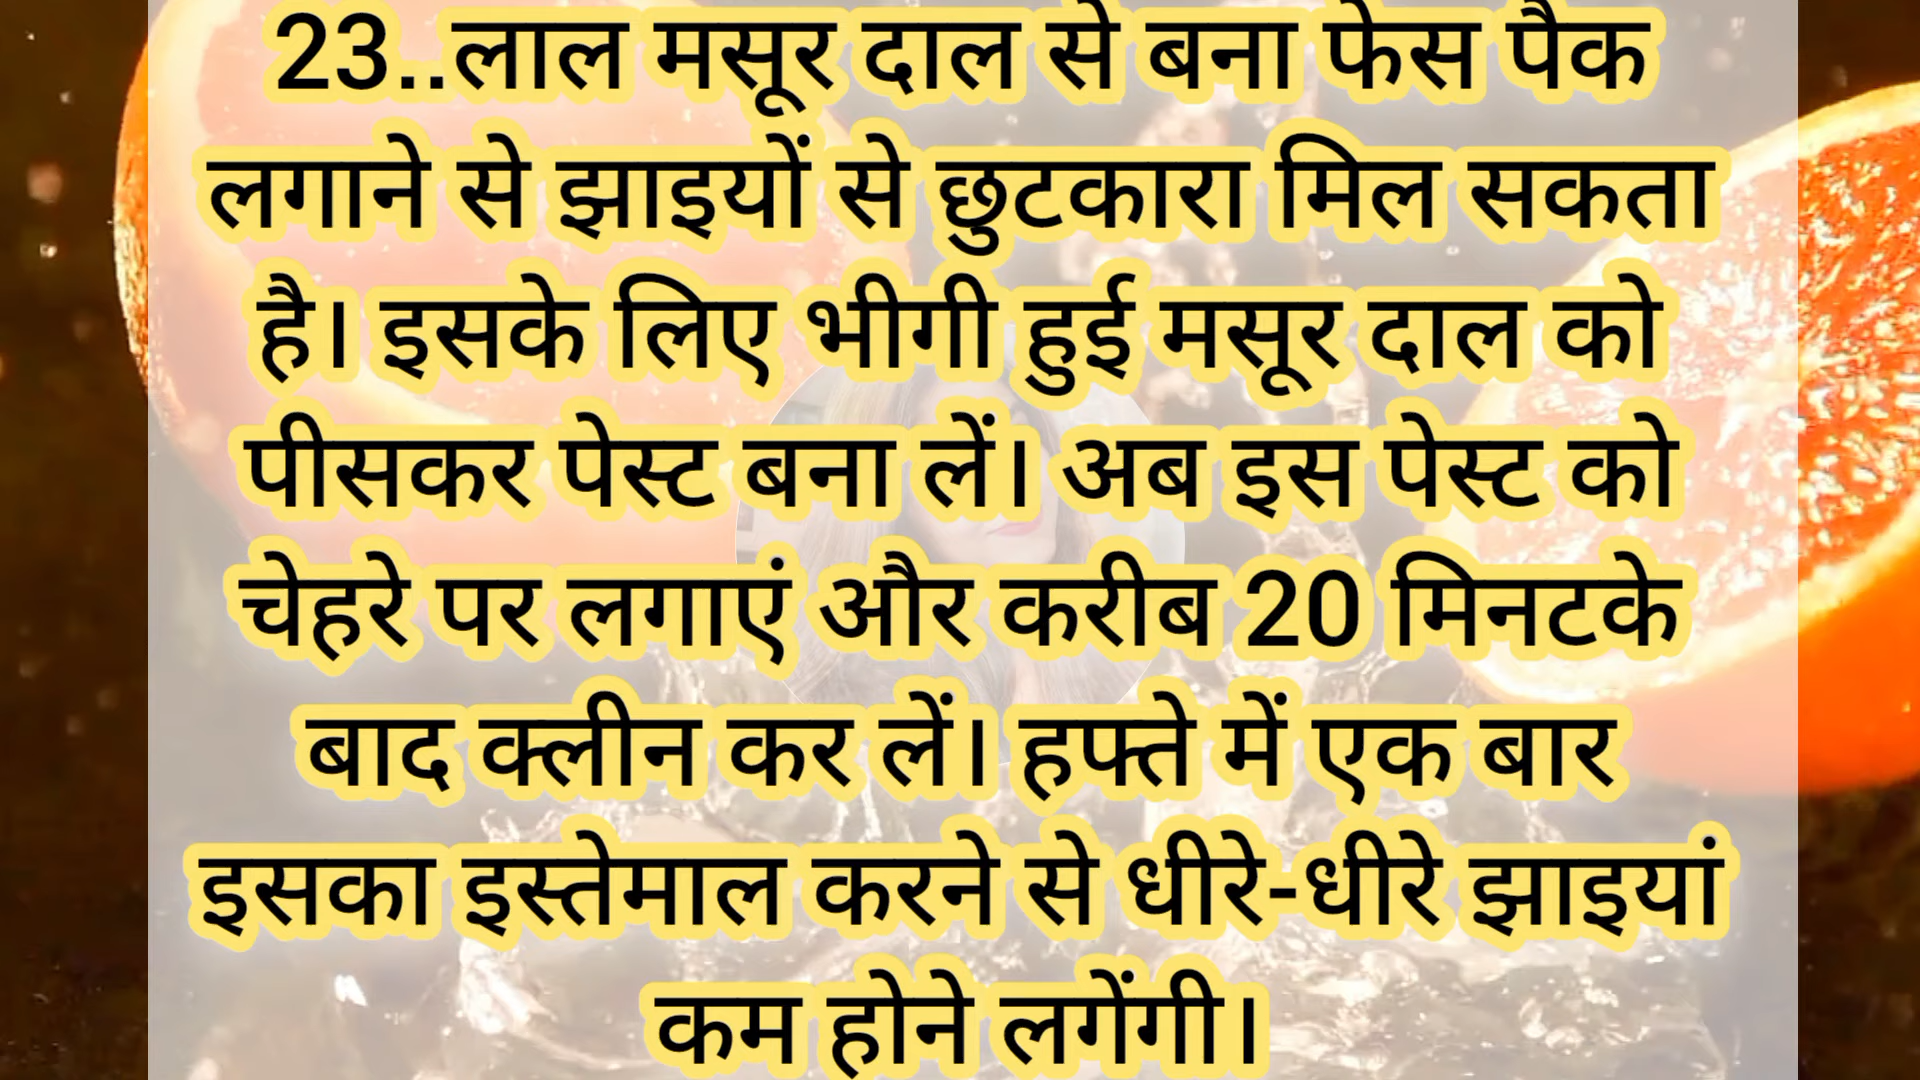 23..लाल मसूर दाल से बना फेस पैक
लगाने से झाइयों से छुटकारा मिल सकता
है। इसके लिए भीगी हुई मसूर दाल को
पीसकर पेस्ट बना लें। अब इस पेस्ट को
चेहरे पर लगाएं और करीब 20 मिनटके
बाद क्लीन कर लें। हफ्ते में एक बार
इसका इस्तेमाल करने से धीरे-धीरे झाइयां
कम होने लगेंगी।